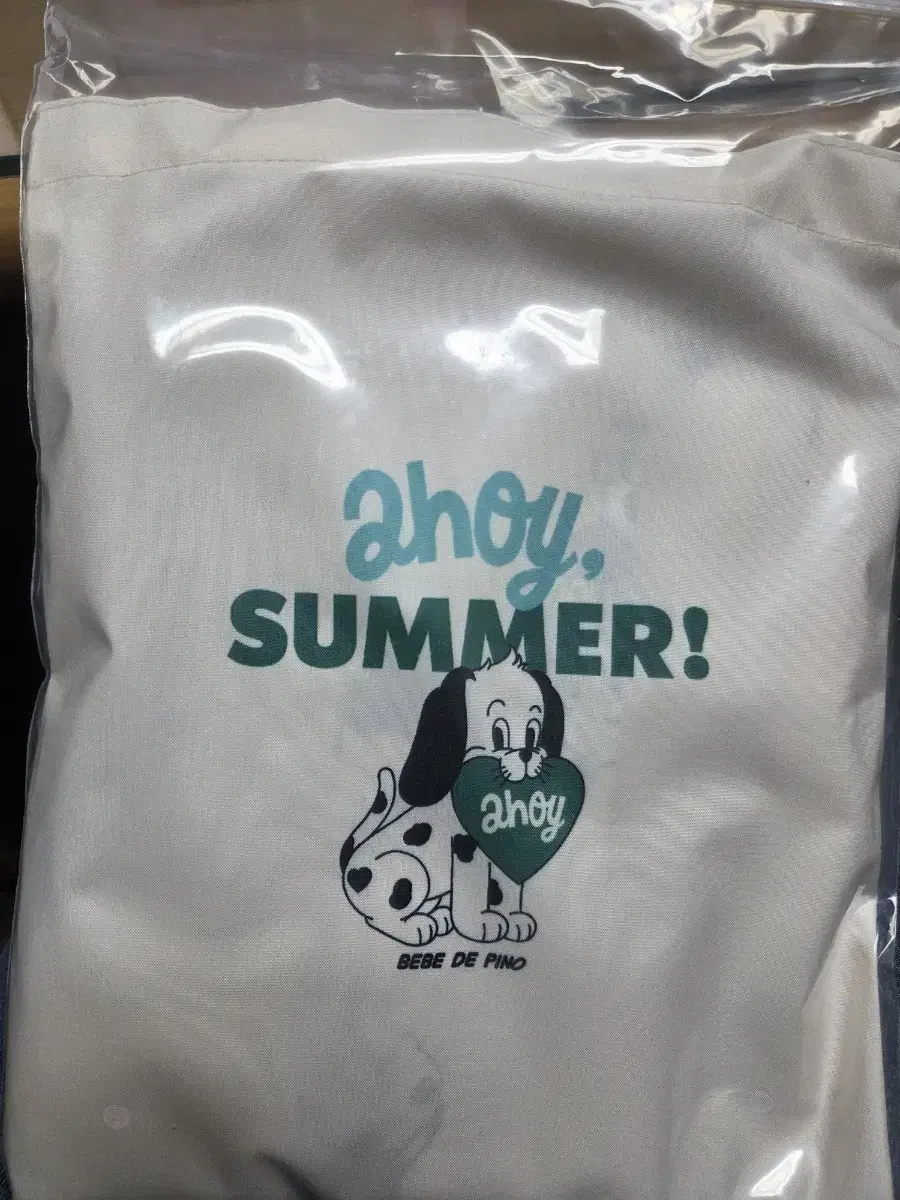 ahoy,
SUMMER!
ahoy
BEBE DE PINO